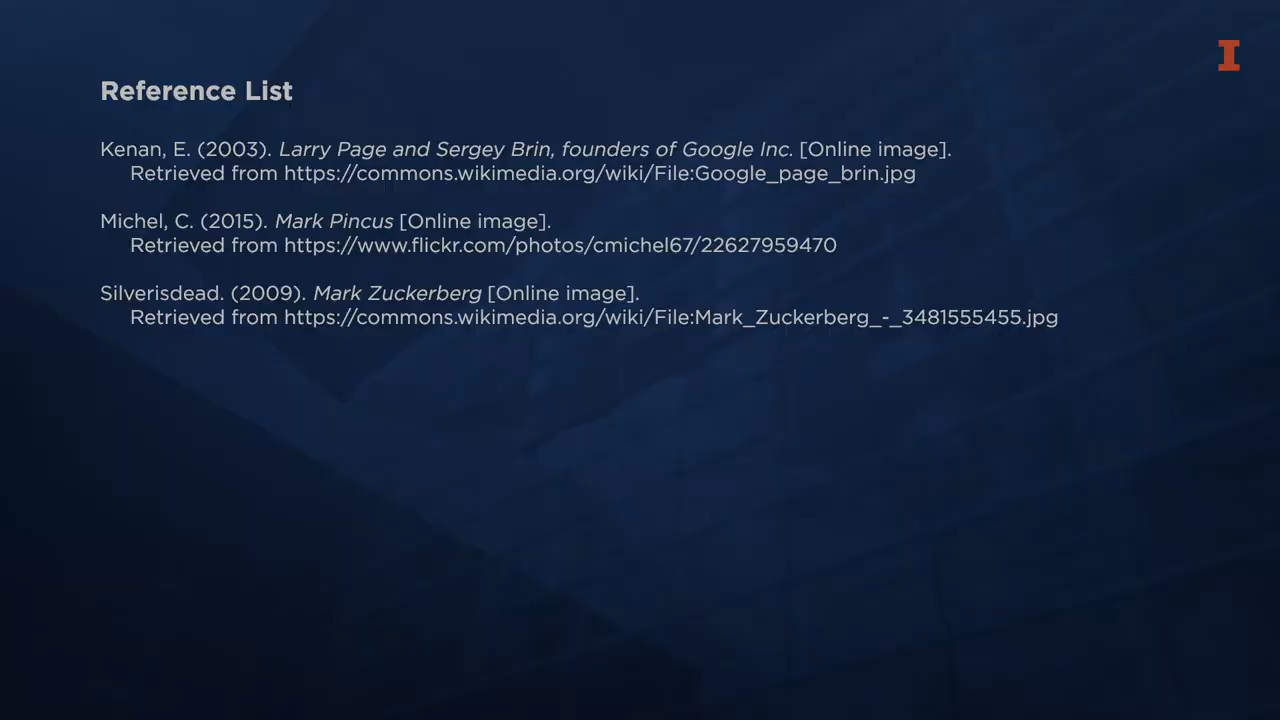 Reference List
Kenan, E. (2003). Larry Page and Sergey Brin, founders of Google Inc. [Online image].
Retrieved from https://commons.wikimedia.org/wiki/File:Google_page_brin.jpg
Michel, C. (2015). Mark Pincus [Online image].
Retrieved from https://www.flickr.com/photos/cmichel67/22627959470
Silverisdead. (2009). Mark Zuckerberg [Online image].
Retrieved from https://commons.wikimedia.org/wiki/File:Mark_Zuckerberg_-_3481555455.jpg
I